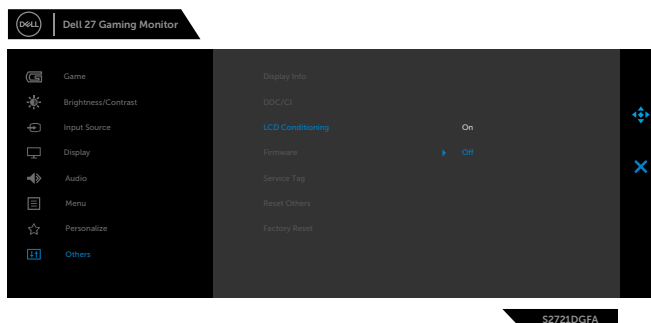 DELL
Dell 27 Gaming Monitor
Game
Display Info
Brightness/Contrast
DDC/CI
Input Source
LCD Conditioning
On
Display
Firmware
Off
Audio
Service Tag
Menu
Reset Others
Personalize
Factory Reset
Others
S2721DGFA